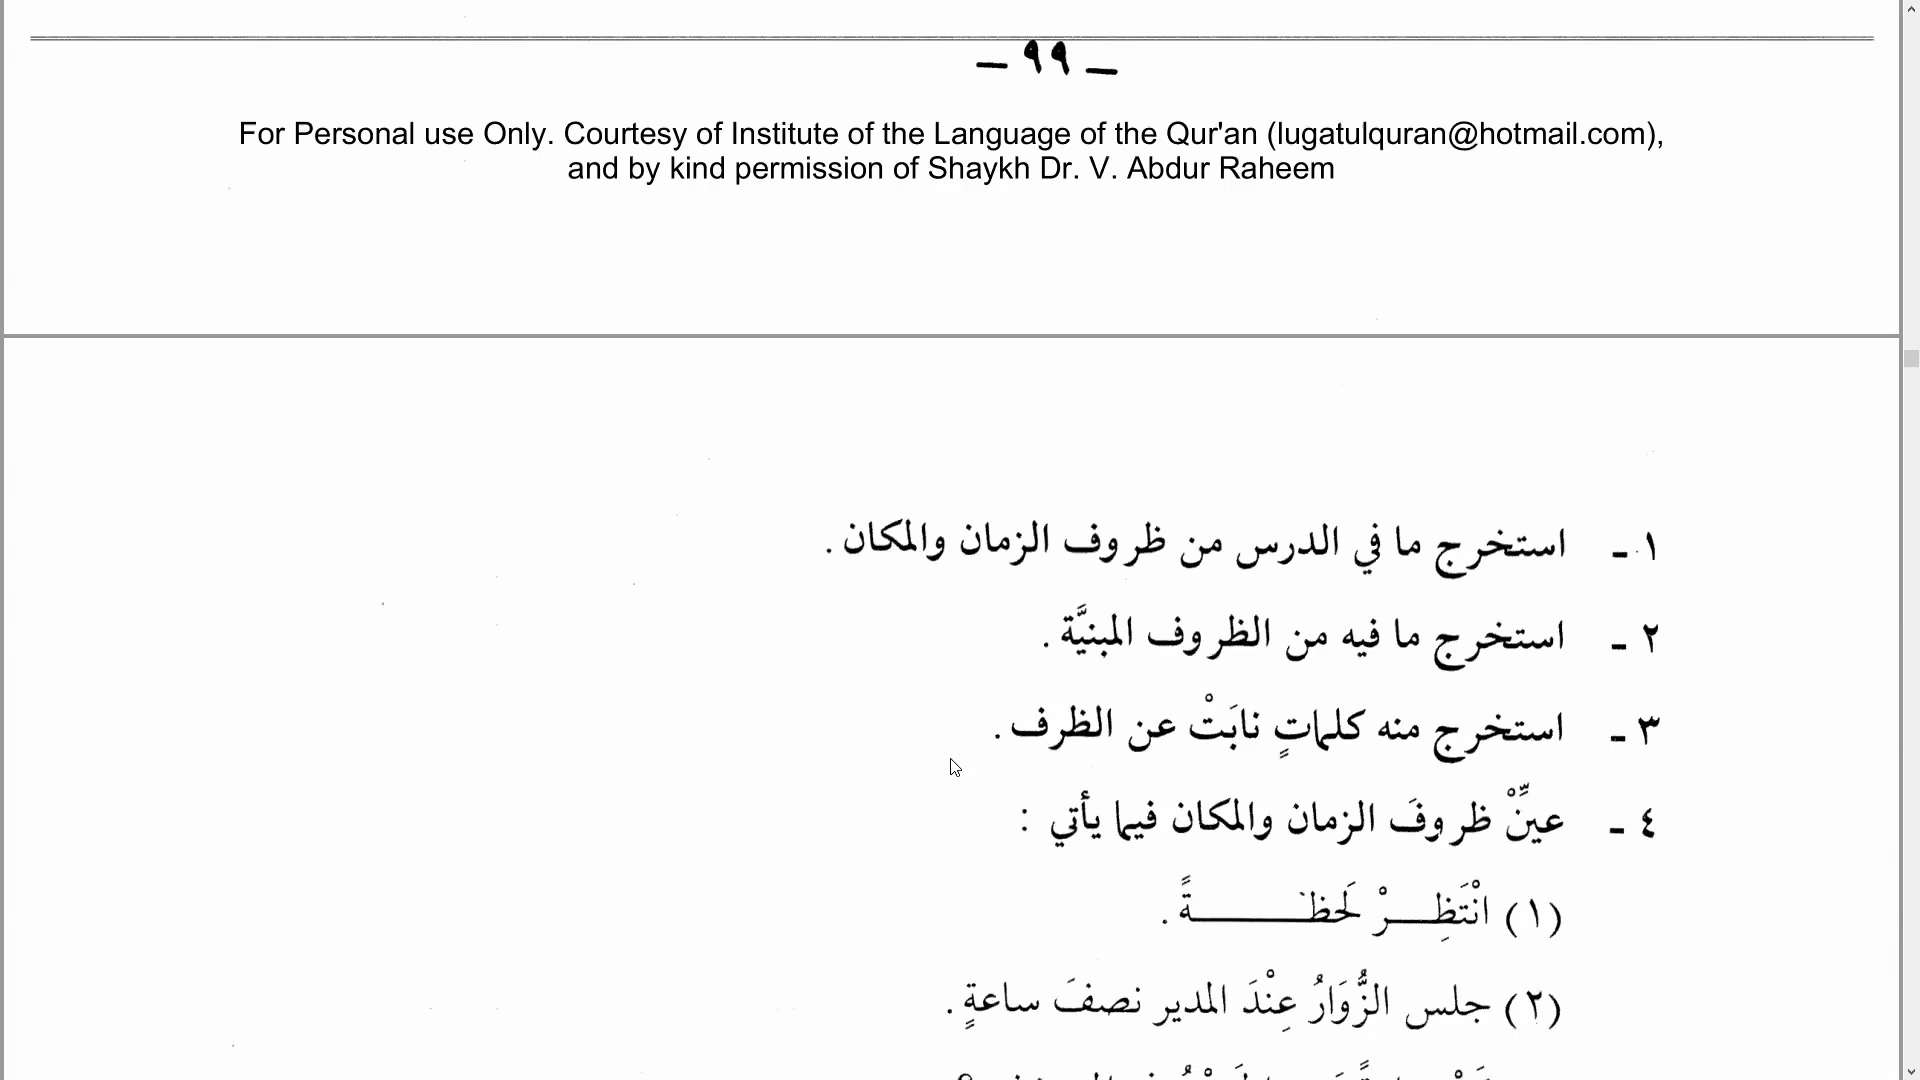 – ٩٩ –
For Personal use Only. Courtesy of Institute of the Language of the Qur'an (lugatulquran@hotmail.com),
and by kind permission of Shaykh Dr. V. Abdur Raheem
١ - استخرج ما في الدرس من ظروف الزمان والمكان .
٢ - استخرج ما فيه من الظروف المبنيَّة .
٣ - استخرج منه كلماتٍ نابَتْ عن الظرف .
٤ - عيِّنْ ظروفَ الزمان والمكان فيما يأتي :
(١) انْتَظِــرْ لَحظَــــــةً .
(٢) جلس الزُّوَارُ عِنْدَ المدير نصفَ ساعةٍ .